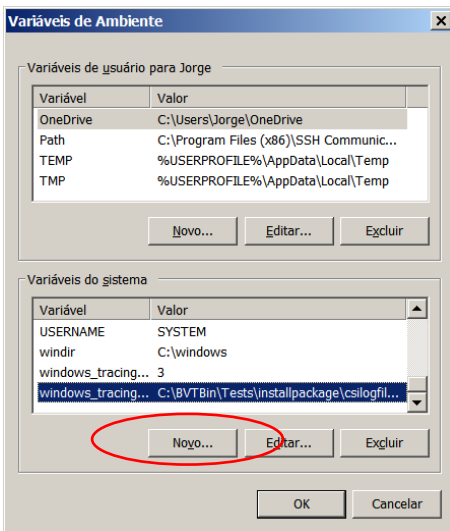 Variáveis de Ambiente
Variáveis de usuário para Jorge
Variável Valor
OneDrive C:\Users\Jorge\OneDrive
Path C:\Program Files (x86)\SSH Communic...
TEMP %USERPROFILE%\AppData\Local\Temp
TMP %USERPROFILE%\AppData\Local\Temp
Novo... Editar... Excluir
Variáveis do sistema
Variável Valor
USERNAME SYSTEM
windir C:\windows
windows_tracing... 3
windows_tracing... C:\BVTBin\Tests\installpackage\csilogfil...
Novo... Editar... Excluir
OK Cancelar